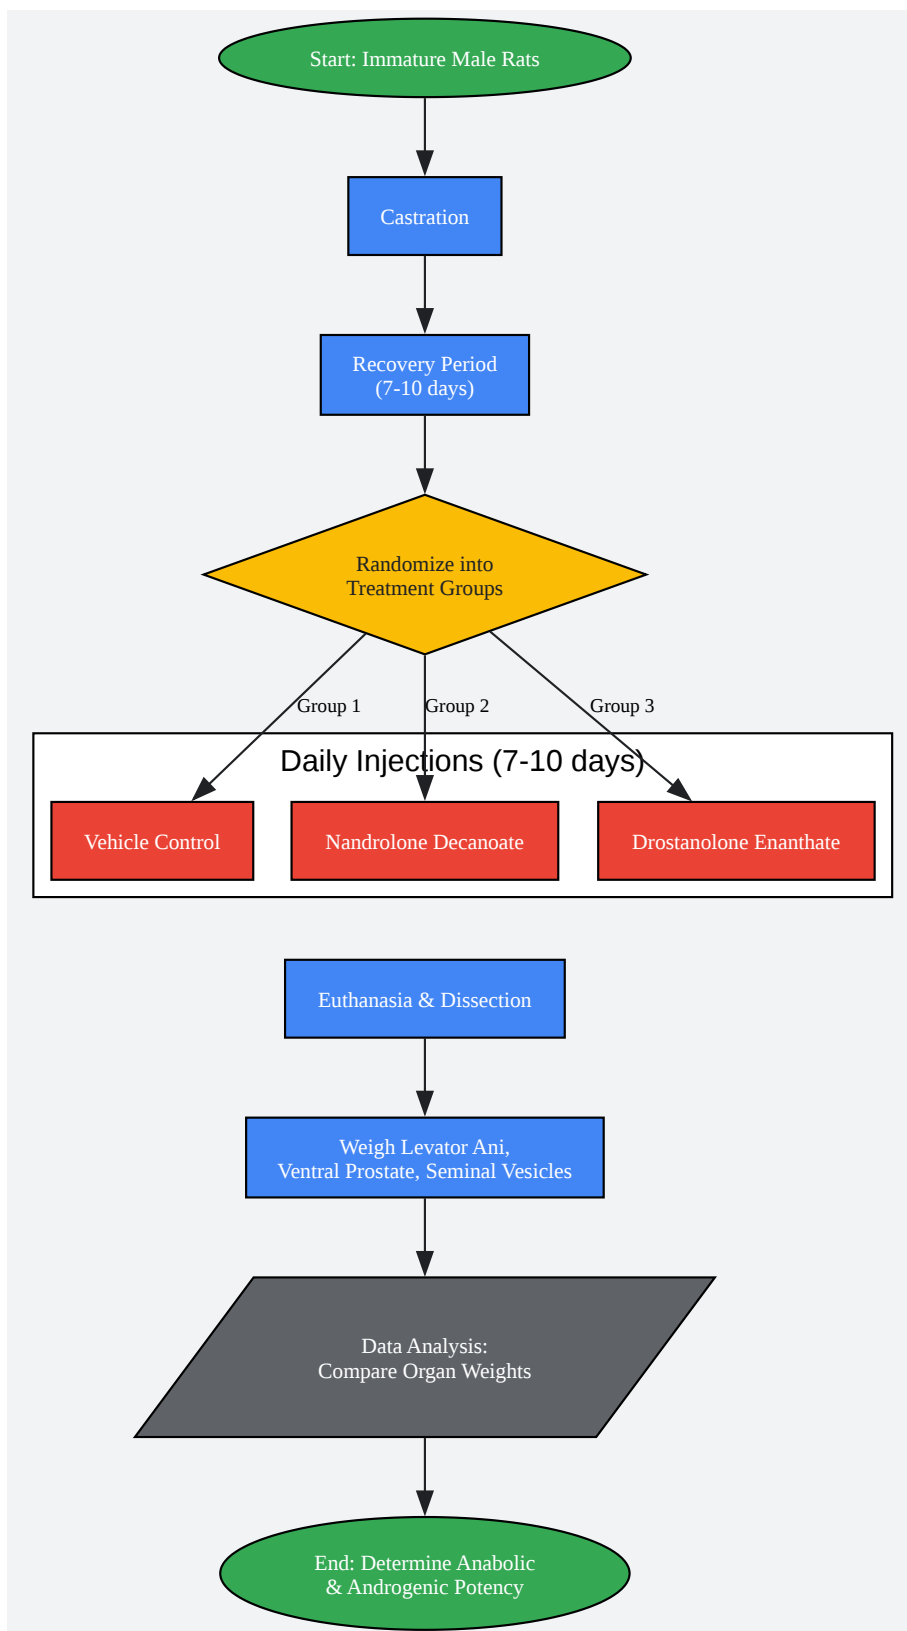 Start: Immature Male Rats
Castration
Recovery Period
(7-10 days)
Randomize into
Treatment Groups
Group 1
Group 2
Group 3
Daily Injections (7-10 days)
Vehicle Control
Nandrolone Decanoate
Drostanolone Enanthate
Euthanasia & Dissection
Weigh Levator Ani,
Ventral Prostate, Seminal Vesicles
Data Analysis:
Compare Organ Weights
End: Determine Anabolic
& Androgenic Potency